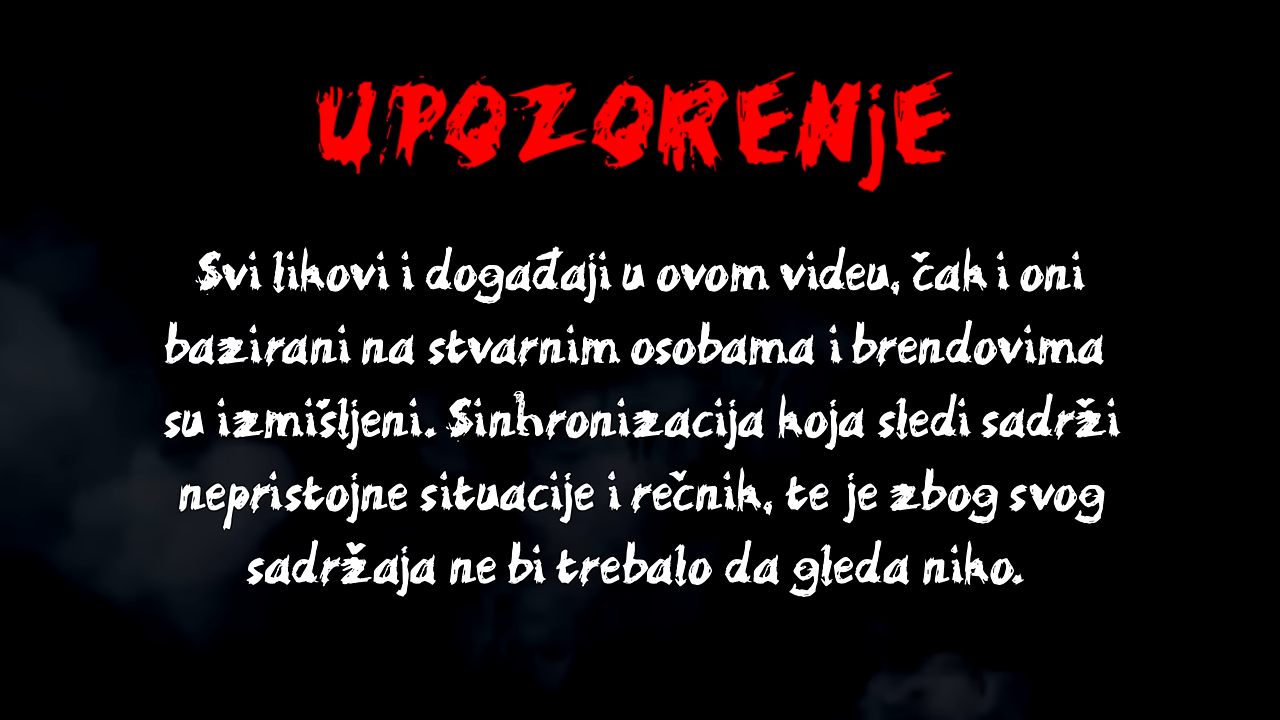 UPOZORENjE
Svi likovi i događaji u ovom videu, čak i oni
bazirani na stvarnim osobama i brendovima
su izmišljeni. Sinhronizacija koja sledi sadrži
nepristojne situacije i rečnik, te je zbog svog
sadržaja ne bi trebalo da gleda niko.